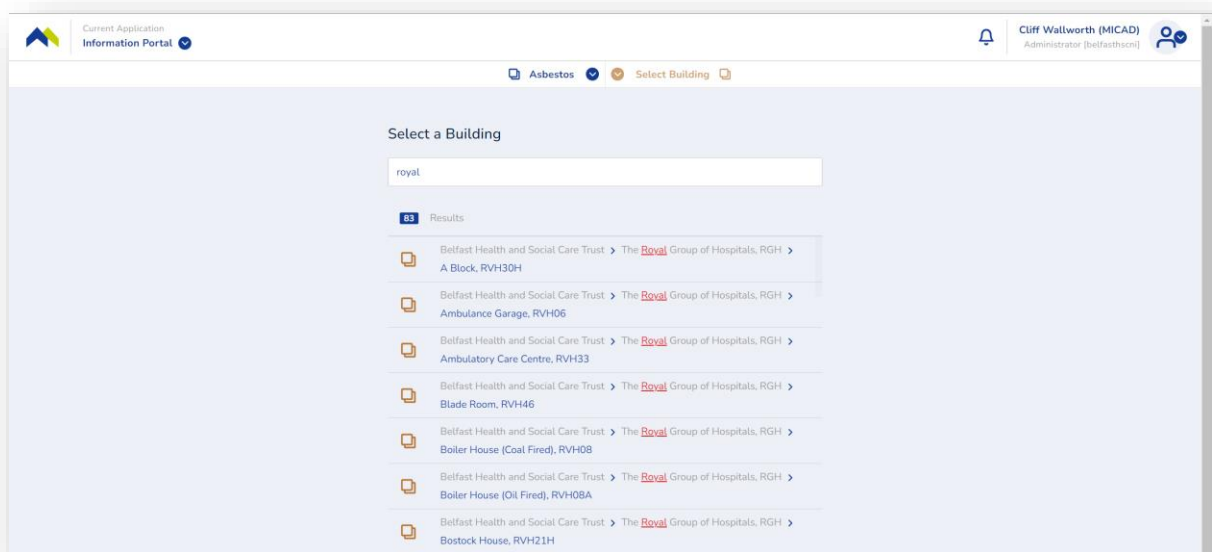 Current Application
Information Portal
Cliff Wallworth (MICAD)
Administrator [belfasthscni]
Asbestos Select Building
Select a Building
royal
83 Results
Belfast Health and Social Care Trust > The Royal Group of Hospitals, RGH >
A Block, RVH30H
Belfast Health and Social Care Trust > The Royal Group of Hospitals, RGH >
Ambulance Garage, RVH06
Belfast Health and Social Care Trust > The Royal Group of Hospitals, RGH >
Ambulatory Care Centre, RVH33
Belfast Health and Social Care Trust > The Royal Group of Hospitals, RGH >
Blade Room, RVH46
Belfast Health and Social Care Trust > The Royal Group of Hospitals, RGH >
Boiler House (Coal Fired), RVH08
Belfast Health and Social Care Trust > The Royal Group of Hospitals, RGH >
Boiler House (Oil Fired), RVH08A
Belfast Health and Social Care Trust > The Royal Group of Hospitals, RGH >
Bostock House, RVH21H